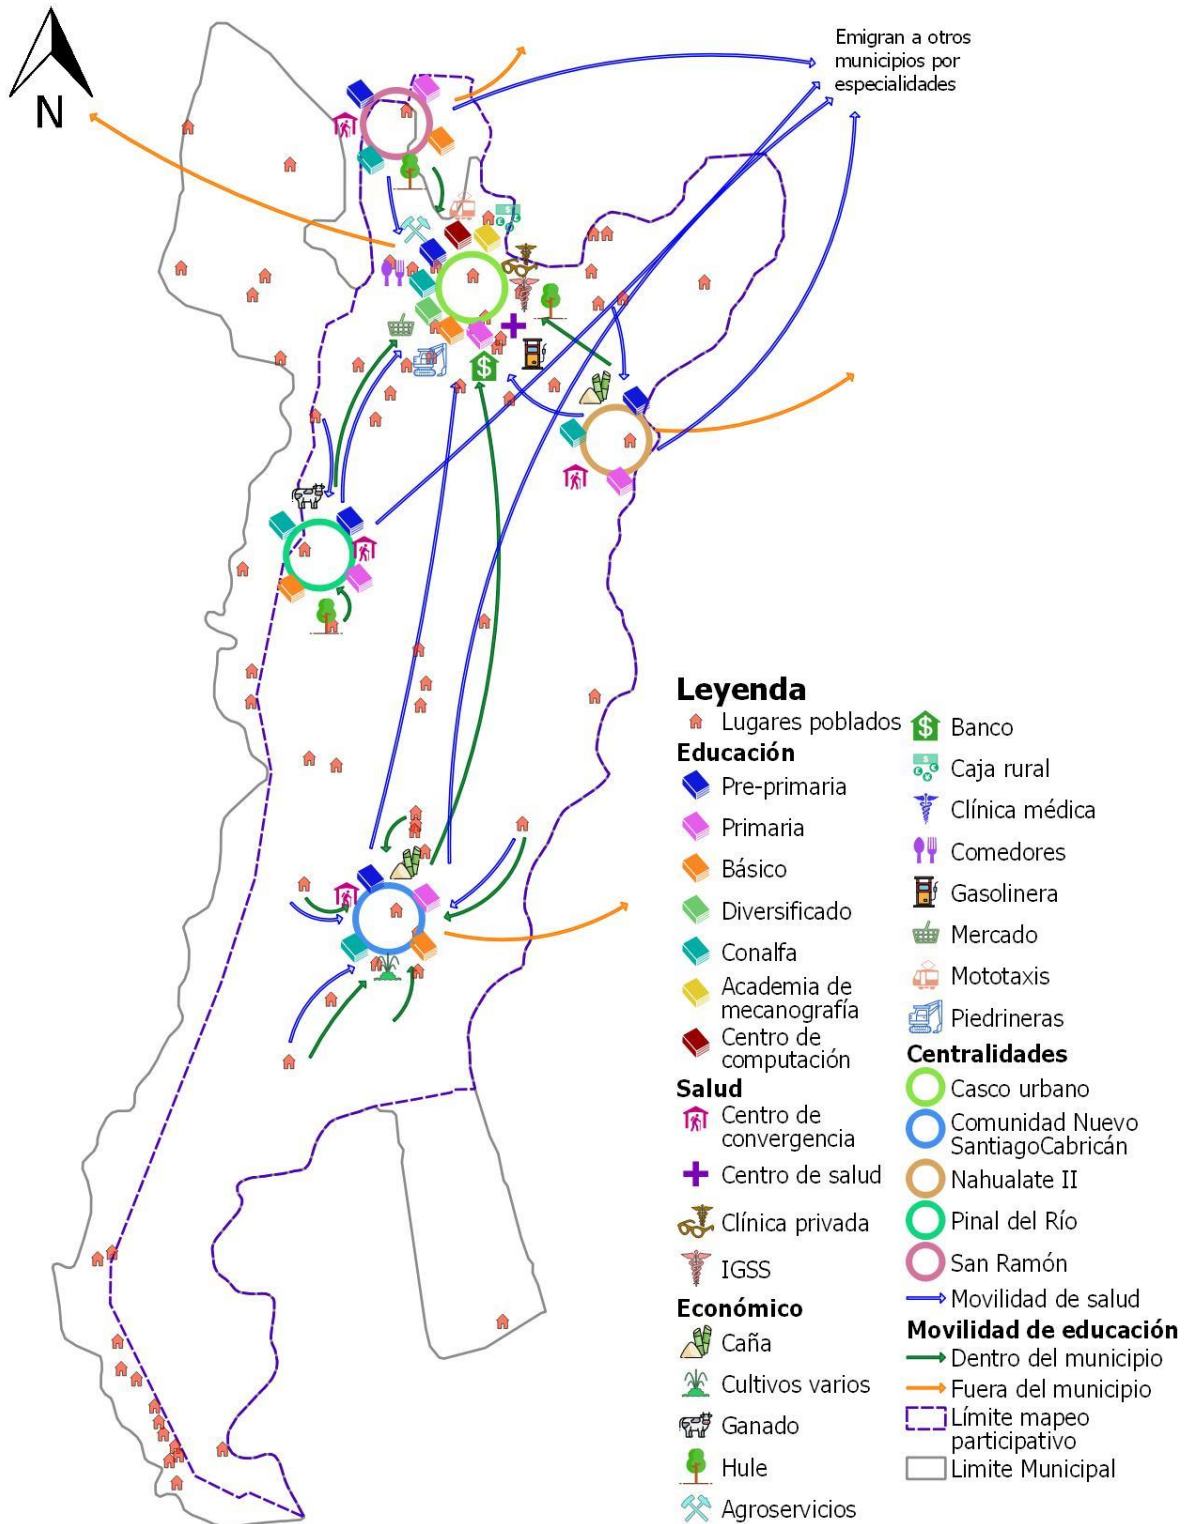 Emigran a otros
municipios por
especialidades
N
Leyenda
Lugares poblados
Educación
Pre-primaria
Primaria
Básico
Diversificado
Conalfa
Academia de
mecanografía
Centro de
computación
Salud
Centro de
convergencia
Centro de salud
Clínica privada
IGSS
Económico
Caña
Cultivos varios
Ganado
Hule
Agroservicios
Banco
Caja rural
Clínica médica
Comedores
Gasolinera
Mercado
Mototaxis
Piedrineras
Centralidades
Casco urbano
Comunidad Nuevo
SantiagoCabricán
Nahualate II
Pinal del Río
San Ramón
Movilidad de salud
Movilidad de educación
Dentro del municipio
Fuera del municipio
Límite mapeo
participativo
Limite Municipal